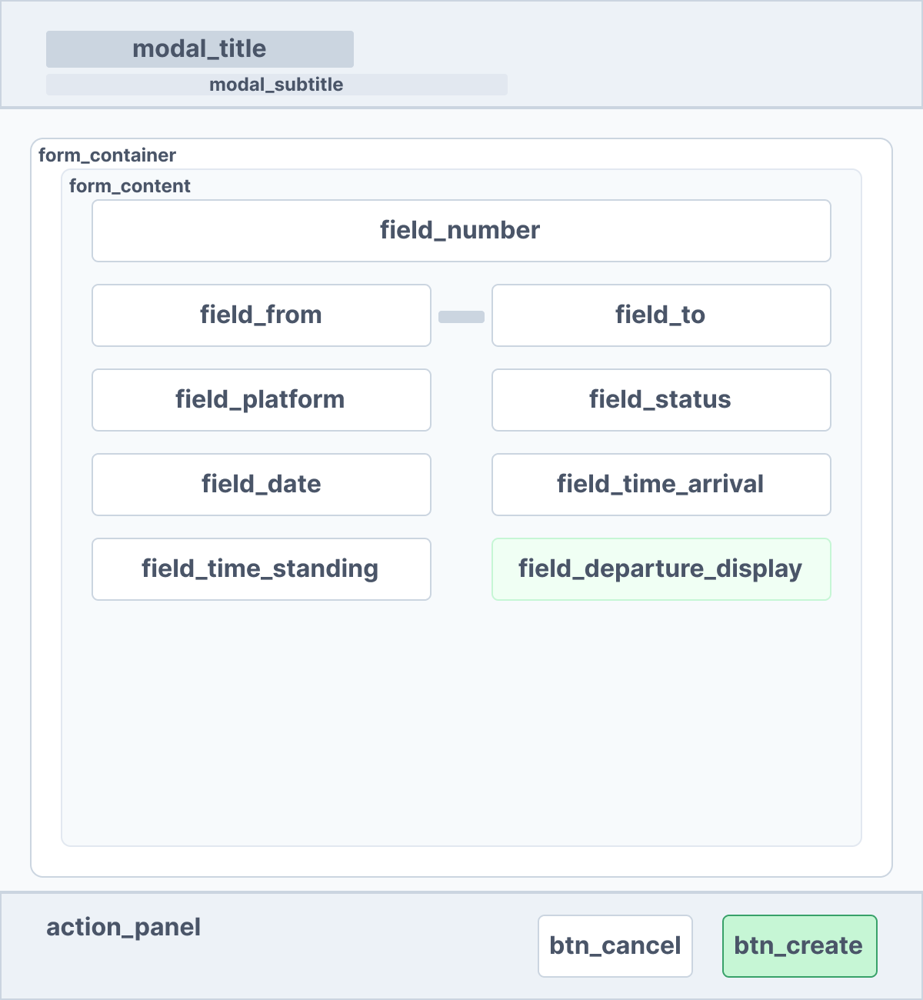 modal_title
modal_subtitle
form_container
form_content
field_number
field_from
field_to
field_platform
field_status
field_date
field_time_arrival
field_time_standing
field_departure_display
action_panel
btn_cancel
btn_create